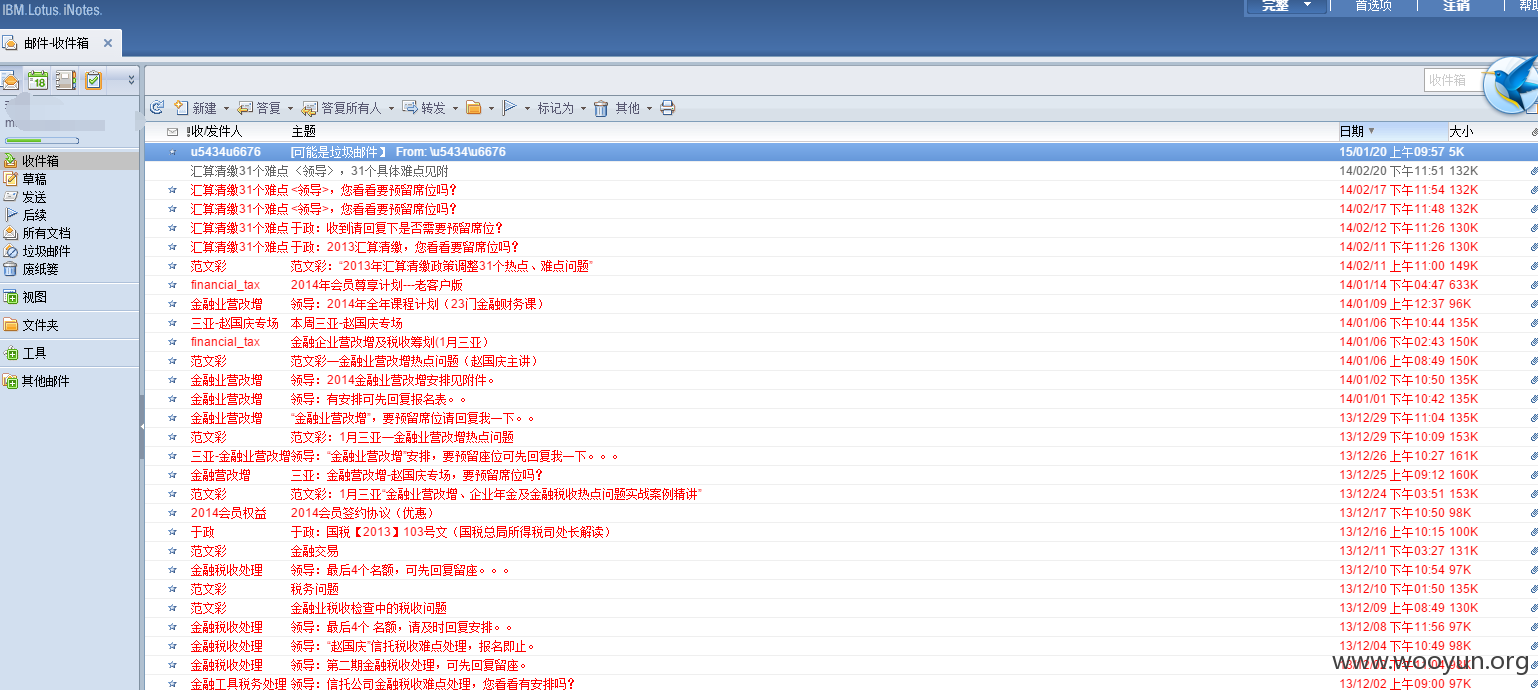 IBM.Lotus. iNotes.
完整 首选项 注销 帮助
邮件-收件箱
收件箱
新建 答复 答复所有人 转发 标记为 其他
收/发件人 主题 日期 大小
u5434u6676 [可能是垃圾邮件】 From: \u5434\u6676 15/01/20 上午09:57 5K
汇算清缴31个难点 〈领导〉，31个具体难点见附 14/02/20 下午11:51 132K
汇算清缴31个难点 <领导>，您看看要预留席位吗？ 14/02/17 下午11:54 132K
汇算清缴31个难点 <领导>，您看看要预留席位吗？ 14/02/17 下午11:48 132K
汇算清缴31个难点 于政：收到请回复下是否需要预留席位？ 14/02/12 下午11:26 130K
汇算清缴31个难点 于政：2013汇算清缴，您看看要留席位吗？ 14/02/11 下午11:26 130K
范文彩 范文彩：“2013年汇算清缴政策调整31个热点、难点问题” 14/02/11 上午11:00 149K
financial_tax 2014年会员尊享计划---老客户版 14/01/14 下午04:47 633K
金融业营改增 领导：2014年全年课程计划（23门金融财务课） 14/01/09 上午12:37 96K
三亚-赵国庆专场 本周三亚-赵国庆专场 14/01/06 下午10:44 135K
financial_tax 金融企业营改增及税收筹划(1月三亚） 14/01/06 下午02:43 150K
范文彩 范文彩—金融业营改增热点问题（赵国庆主讲） 14/01/06 上午08:49 150K
金融业营改增 领导：2014金融业营改增安排见附件。 14/01/02 下午10:50 135K
金融业营改增 领导：有安排可先回复报名表。。 14/01/01 下午10:42 135K
金融业营改增 “金融业营改增”，要预留席位请回复我一下。。 13/12/29 下午11:04 135K
范文彩 范文彩：1月三亚—金融业营改增热点问题 13/12/29 下午10:09 153K
三亚-金融业营改增 领导：“金融业营改增”安排，要预留座位可先回复我一下。。。 13/12/26 上午10:27 161K
金融营改增 三亚：金融营改增-赵国庆专场，要预留席位吗？ 13/12/25 上午09:12 160K
范文彩 范文彩：1月三亚“金融业营改增、企业年金及金融税收热点问题实战案例精讲” 13/12/24 下午03:51 153K
2014会员权益 2014会员签约协议（优惠） 13/12/17 下午10:50 98K
于政 于政：国税【2013】103号文（国税总局所得税司处长解读） 13/12/16 上午10:15 100K
范文彩 金融交易 13/12/11 下午03:27 131K
金融税收处理 领导：最后4个名额，可先回复留座。。。 13/12/10 下午10:54 97K
范文彩 税务问题 13/12/10 下午01:50 135K
范文彩 金融业税收检查中的税收问题 13/12/09 上午08:49 130K
金融税收处理 领导：最后4个 名额，请及时回复安排。。 13/12/08 下午11:56 97K
金融税收处理 领导：“赵国庆”信托税收难点处理，报名即止。 13/12/04 下午10:49 98K
金融税收处理 领导：第二期金融税收处理，可先回复留座。
金融工具税务处理 领导：信托公司金融税收难点处理，您看看有安排吗？ 13/12/02 上午09:00 97K
收件箱
草稿
发送
后续
所有文档
垃圾邮件
废纸篓
视图
文件夹
工具
其他邮件
www.wooyun.org